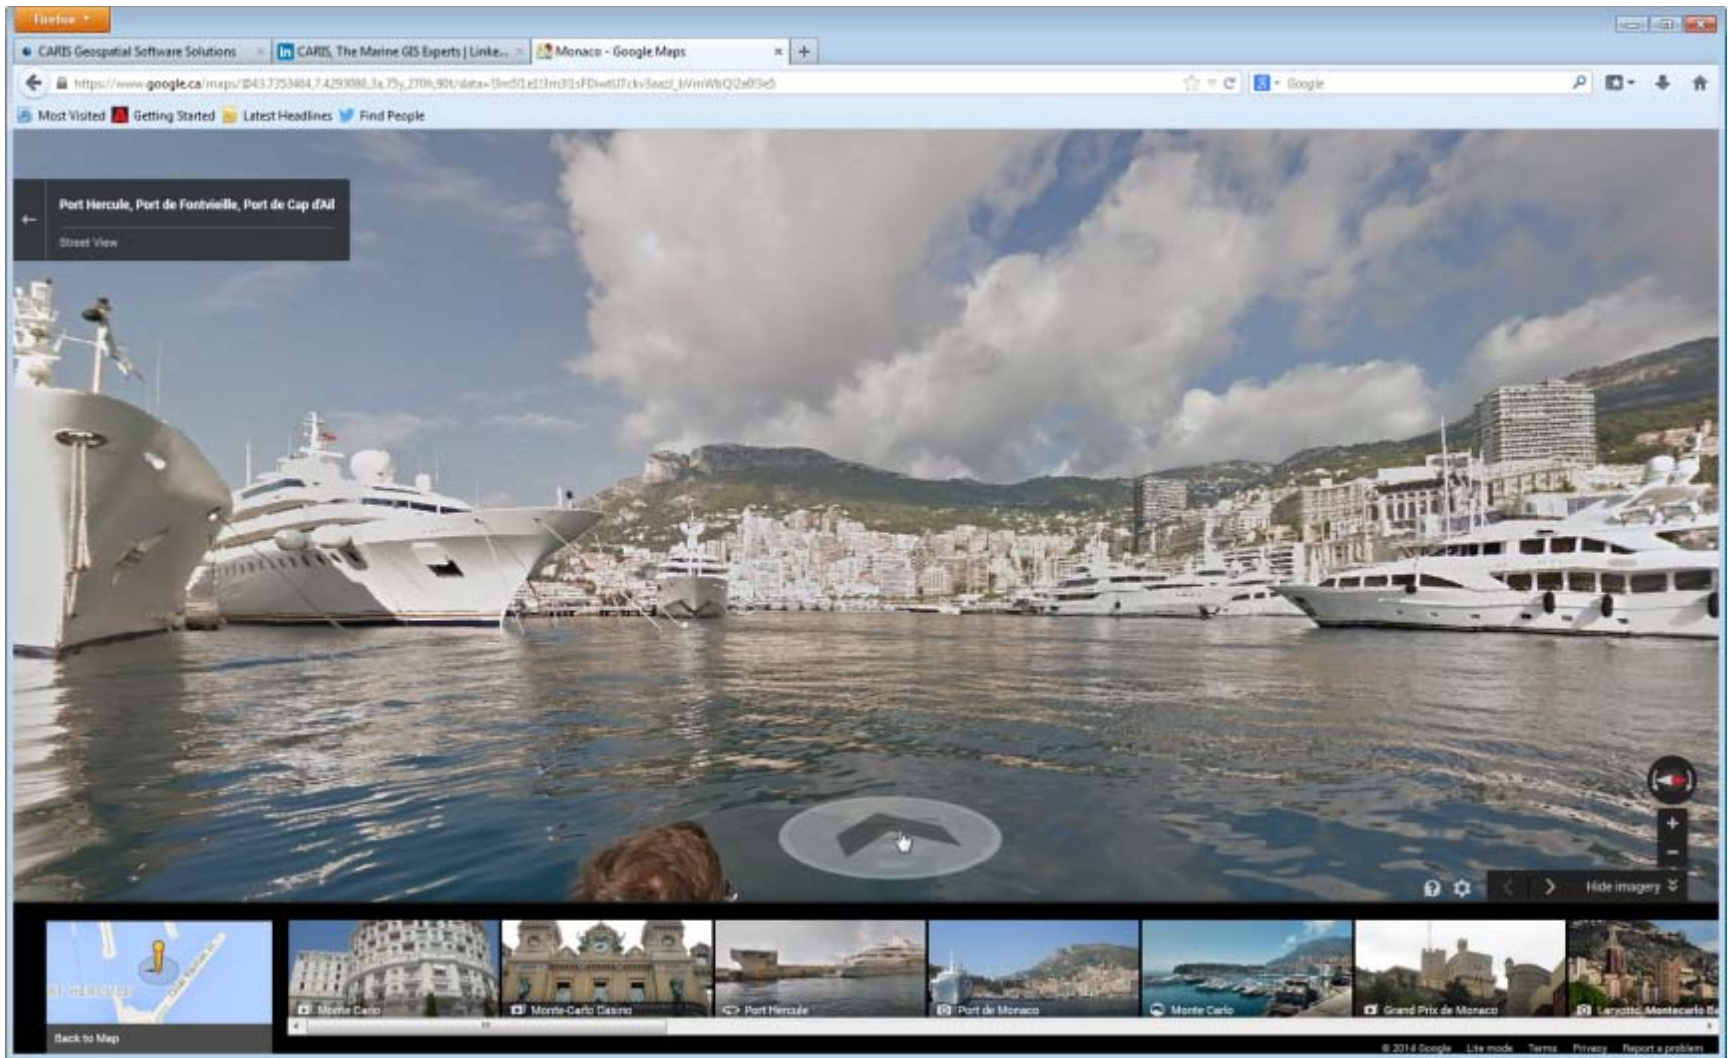 Firefox
CARIS Geospatial Software Solutions
CARIS, The Marine GIS Experts | Linke...
Monaco - Google Maps
Google
Most Visited
Getting Started
Latest Headlines
Find People
Port Hercule, Port de Fontvieille, Port de Cap d'Ail
Street View
Hide imagery
Back to Map
Monte Carlo
Monte-Carlo Casino
Port Hercule
Port de Monaco
Monte Carlo
Grand Prix de Monaco
Larvotto, Montecarlo
© 2014 Google Lite mode Terms Privacy Report a problem